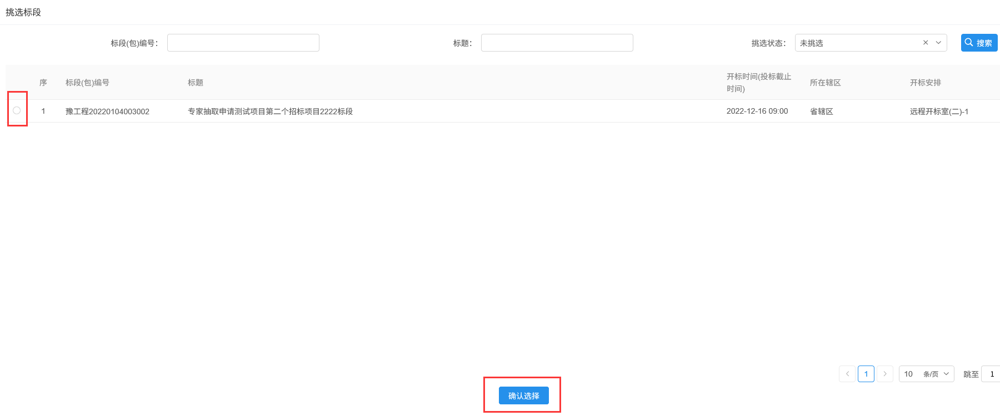 挑选标段
标段(包)编号：
标题：
挑选状态：
未挑选
搜索
序 标段(包)编号 标题 开标时间(投标截止时间) 所在辖区 开标安排
1 豫工程20220104003002 专家抽取申请测试项目第二个招标项目2222标段 2022-12-16 09:00 省辖区 远程开标室(二)-1
1 10 条/页 跳至 1
确认选择